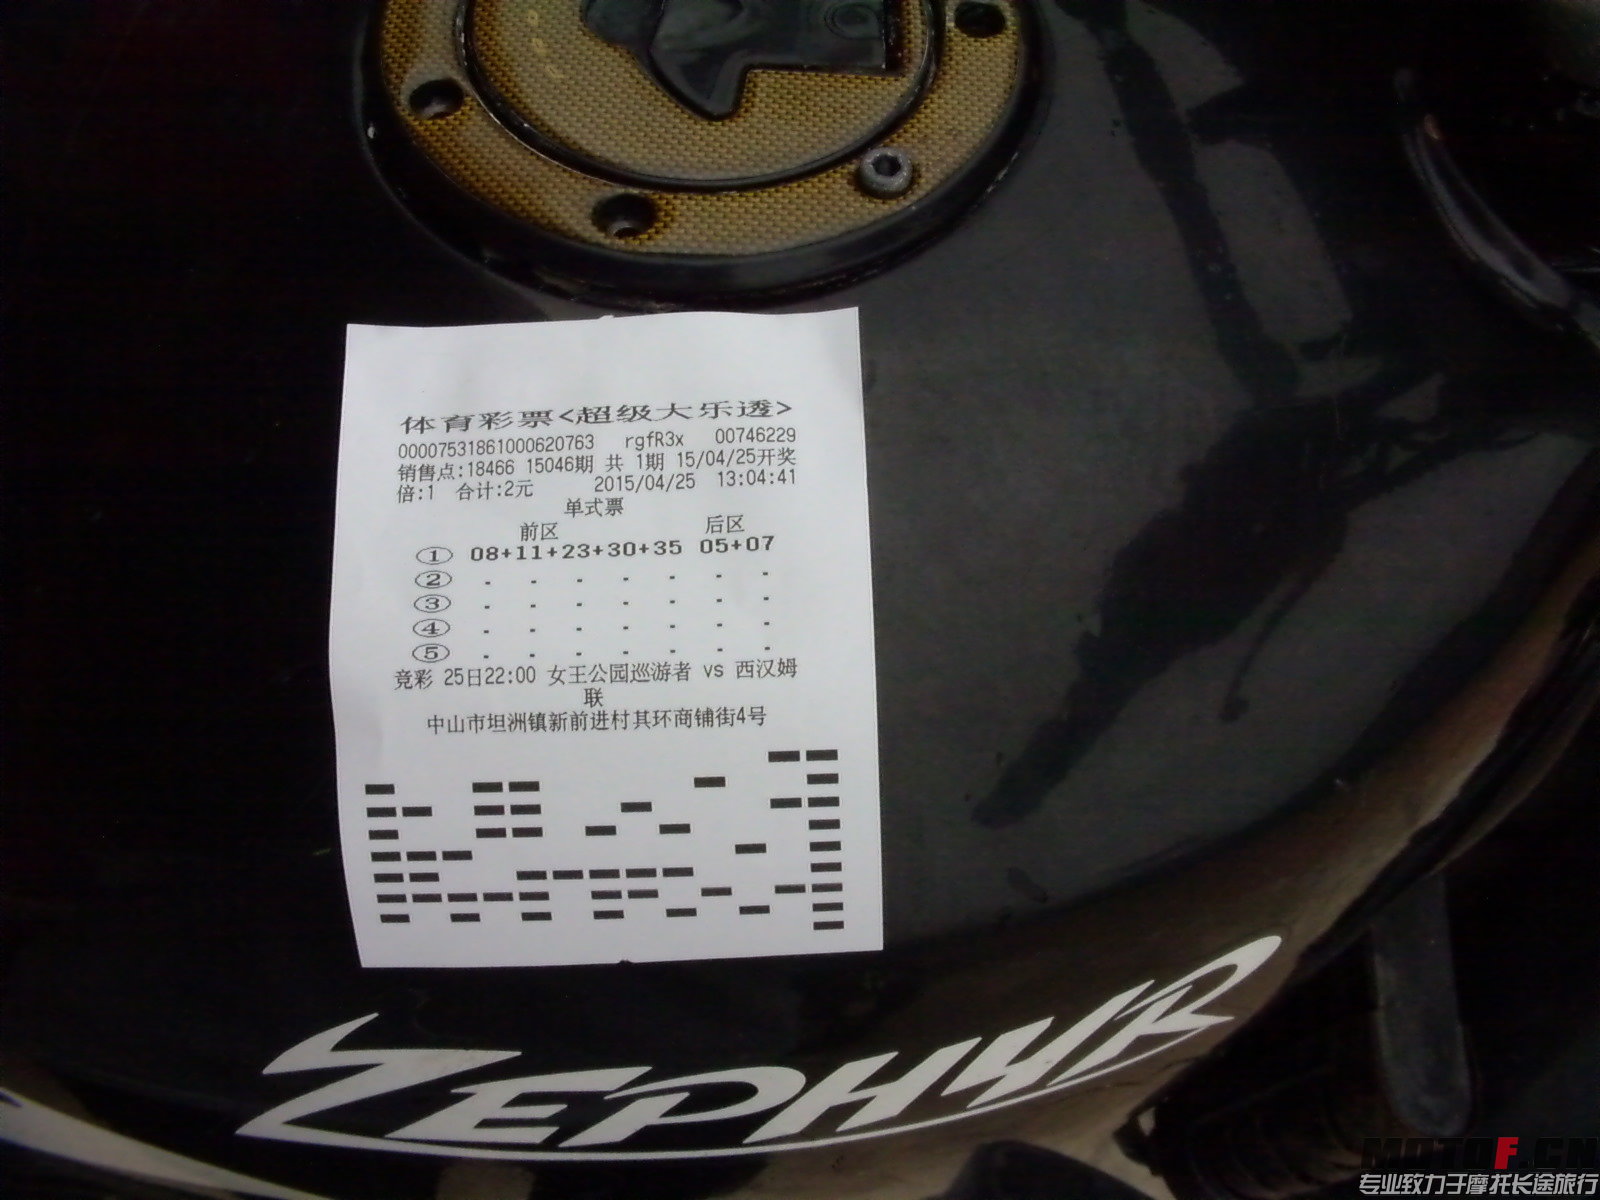 体育彩票<超级大乐透>
00007531861000620763 rgfR3x 00746229
销售点:18466 15046期 共 1期 15/04/25开奖
倍:1 合计:2元 2015/04/25 13:04:41
单式票
前区 后区
① 08+11+23+30+35 05+07
② - - - - - - -
③ - - - - - - -
④ - - - - - - -
⑤ - - - - - - -
竞彩 25日22:00 女王公园巡游者 vs 西汉姆
联
中山市坦洲镇新前进村其环商铺街4号
ZEPHYR
MOTOF.CN
专业致力于摩托长途旅行